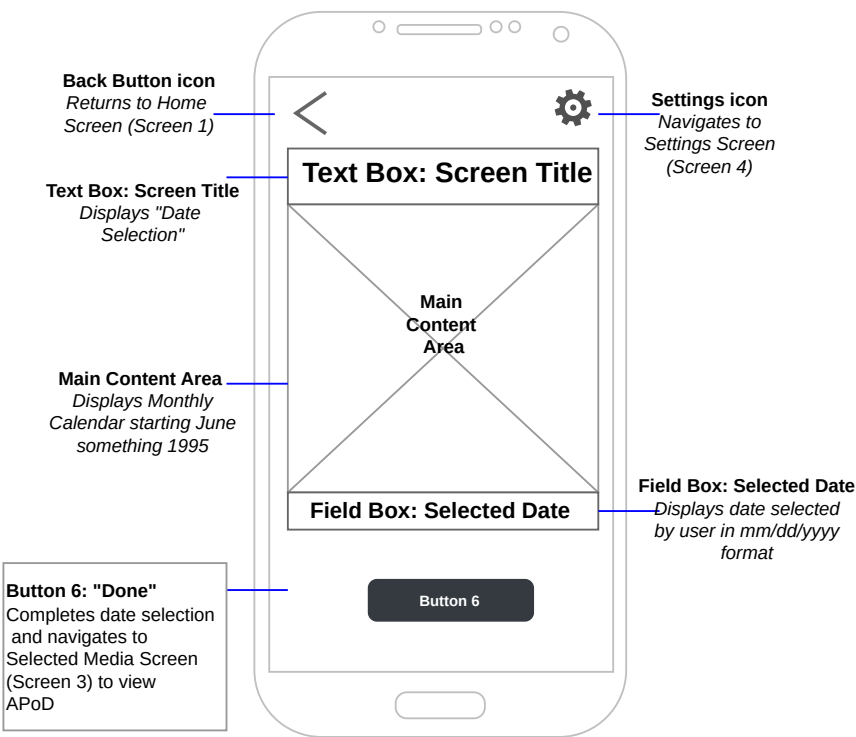 Back Button icon
Returns to Home
Screen (Screen 1)
Settings icon
Navigates to
Settings Screen
(Screen 4)
Text Box: Screen Title
Text Box: Screen Title
Displays "Date
Selection"
Main
Content
Area
Main Content Area
Displays Monthly
Calendar starting June
something 1995
Field Box: Selected Date
Field Box: Selected Date
Displays date selected
by user in mm/dd/yyyy
format
Button 6: "Done"
Completes date selection
and navigates to
Selected Media Screen
(Screen 3) to view
APoD
Button 6